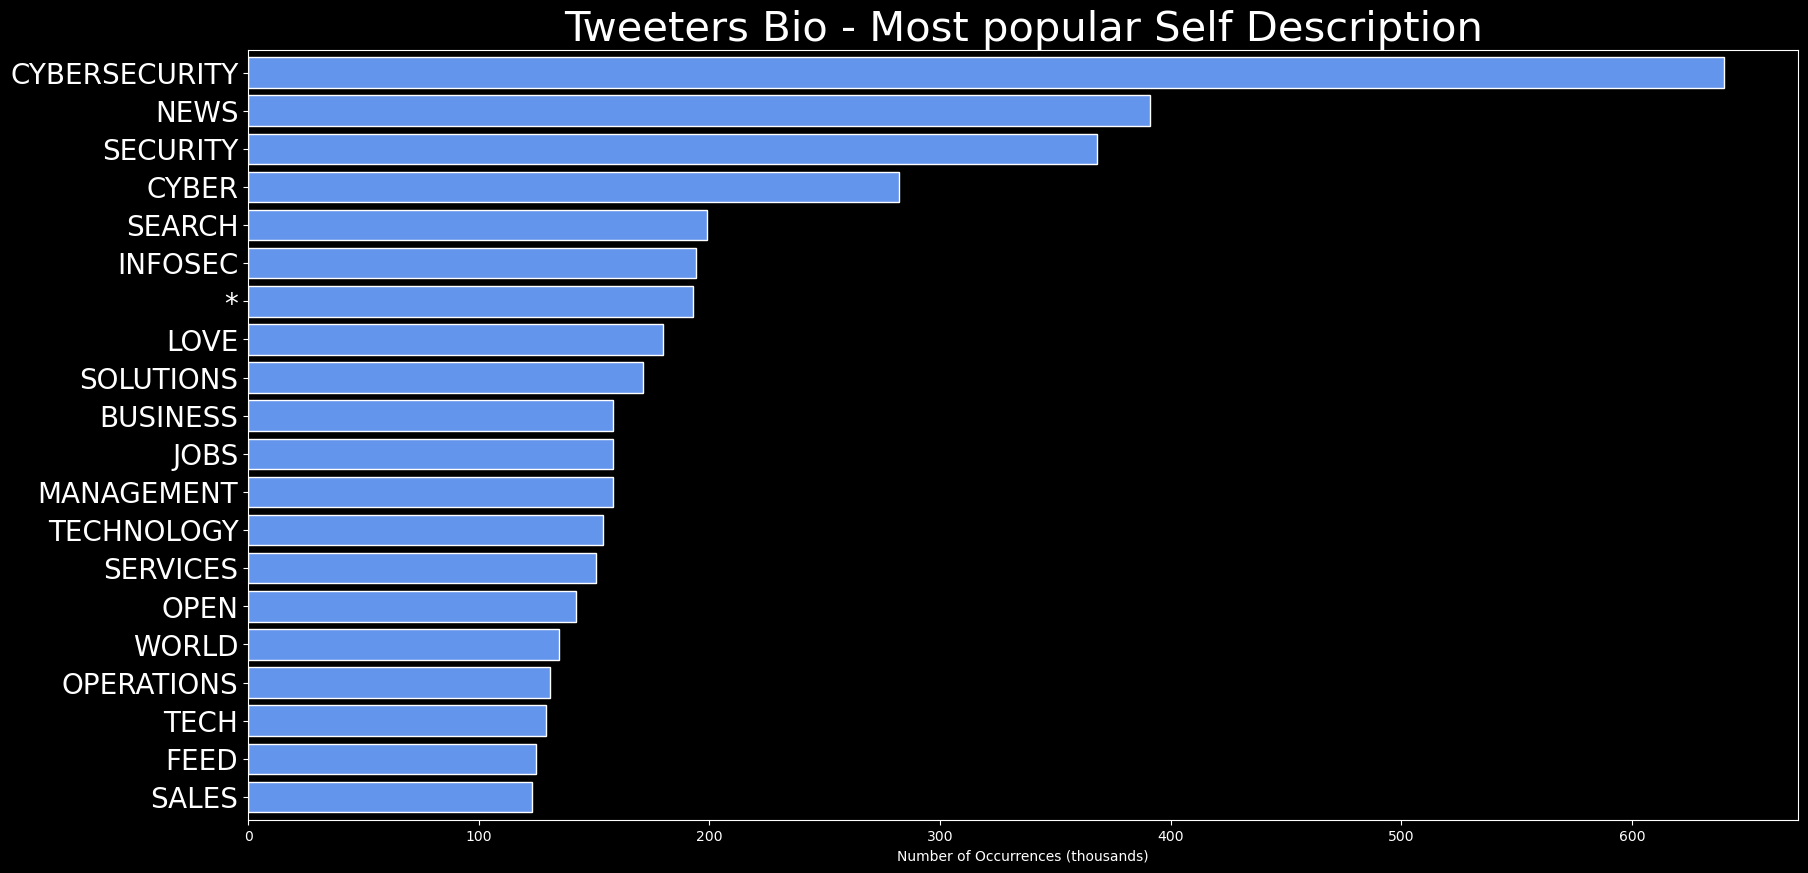 Tweeters Bio - Most popular Self Description
CYBERSECURITY
NEWS
SECURITY
CYBER
SEARCH
INFOSEC
*
LOVE
SOLUTIONS
BUSINESS
JOBS
MANAGEMENT
TECHNOLOGY
SERVICES
OPEN
WORLD
OPERATIONS
TECH
FEED
SALES
0 100 200 300 400 500 600
Number of Occurrences (thousands)